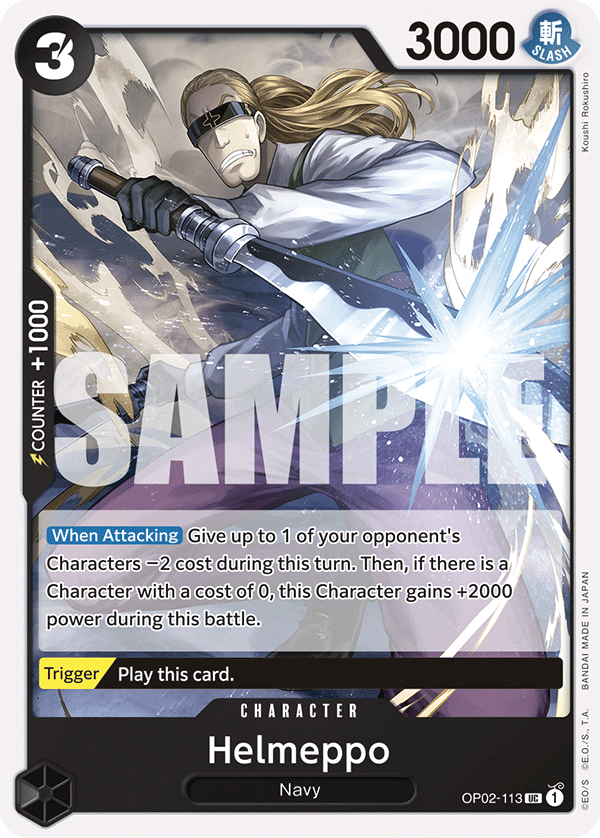 3
3000
斬
SLASH
Koushi Rokushiro
COUNTER +1000
SAMPLE
When Attacking Give up to 1 of your opponent's
Characters −2 cost during this turn. Then, if there is a
Character with a cost of 0, this Character gains +2000
power during this battle.
Trigger Play this card.
CHARACTER
Helmeppo
Navy
OP02-113 UC 1
©EO/S ©E.O./S., T.A. BANDAI MADE IN JAPAN